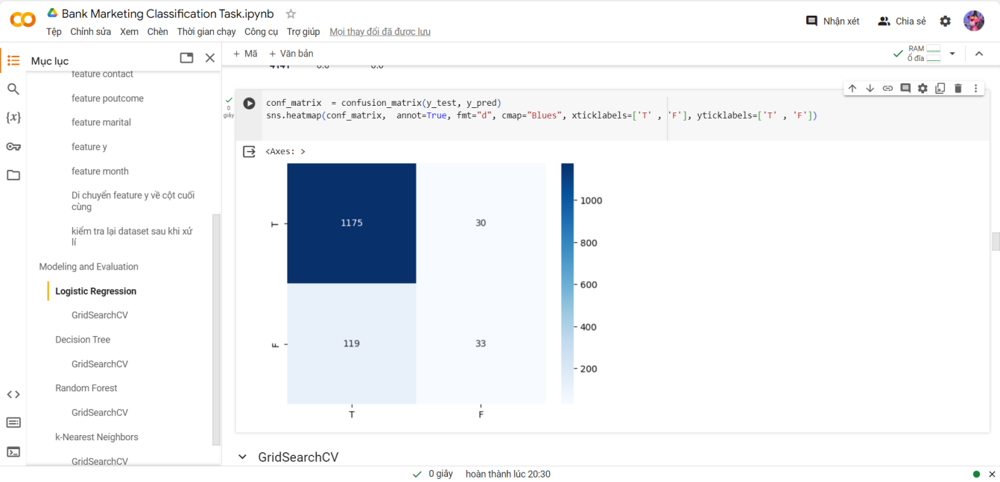 Bank Marketing Classification Task.ipynb
Tệp Chỉnh sửa Xem Chèn Thời gian chạy Công cụ Trợ giúp Mọi thay đổi đã được lưu
Nhận xét
Chia sẻ
Mục lục
feature contact
feature poutcome
feature marital
feature y
feature month
Di chuyển feature y về cột cuối
cùng
kiểm tra lại dataset sau khi xử
lí
Modeling and Evaluation
Logistic Regression
GridSearchCV
Decision Tree
GridSearchCV
Random Forest
GridSearchCV
k-Nearest Neighbors
GridSearchCV
+ Mã + Văn bản
RAM
Ổ đĩa
4141 0.0 0.0
0
giây
conf_matrix  = confusion_matrix(y_test, y_pred)
sns.heatmap(conf_matrix,  annot=True, fmt="d", cmap="Blues", xticklabels=['T' , 'F'], yticklabels=['T' , 'F'])
<Axes: >
T
1175 30
F
119 33
T F
1000
800
600
400
200
GridSearchCV
0 giây hoàn thành lúc 20:30